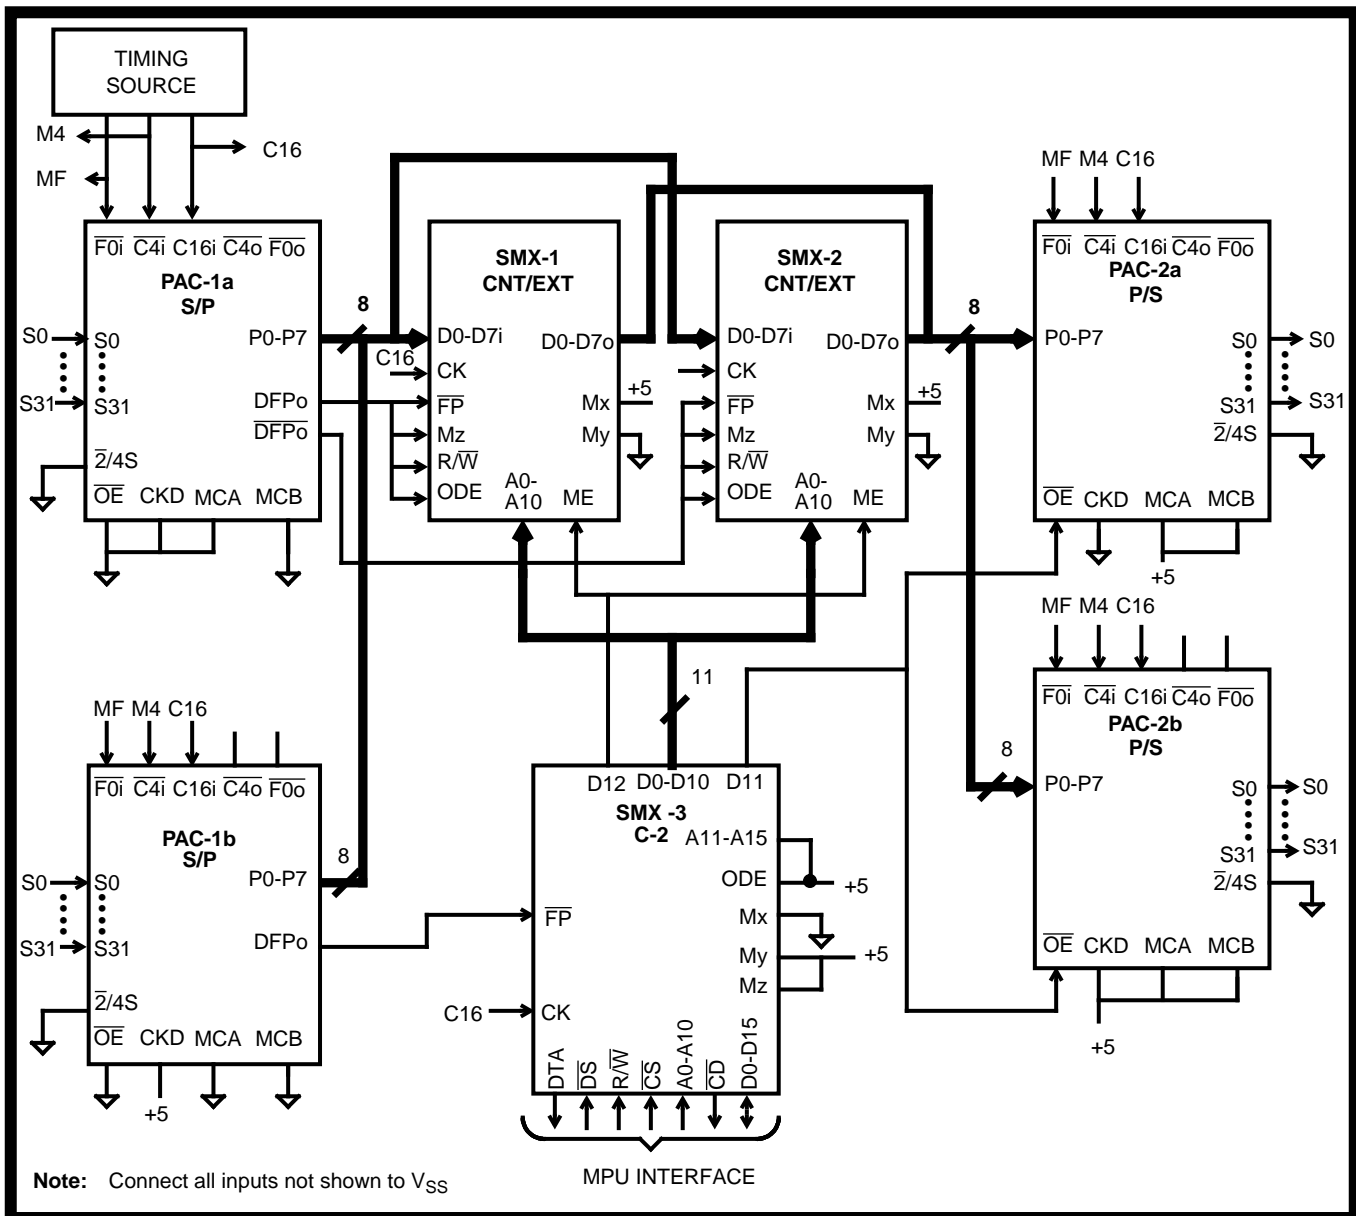 TIMING
SOURCE
M4
C16
MF
F0i C4i C16i C4o F0o
PAC-1a
S/P
S0
S0
P0-P7
S31
S31
DFPo
DFPo
2/4S
OE CKD MCA MCB
8
SMX-1
CNT/EXT
D0-D7i
D0-D7o
C16
CK
FP
Mx
+5
Mz
My
R/W
ODE
A0-
A10
ME
SMX-2
CNT/EXT
D0-D7i
D0-D7o
CK
FP
Mx
+5
Mz
My
R/W
ODE
A0-
A10
ME
8
MF M4 C16
F0i C4i C16i C4o F0o
PAC-2a
P/S
P0-P7
S0
S0
S31
S31
2/4S
OE CKD MCA MCB
+5
MF M4 C16
F0i C4i C16i C4o F0o
PAC-2b
P/S
8
P0-P7
S0
S0
S31
S31
2/4S
OE CKD MCA MCB
+5
MF M4 C16
F0i C4i C16i C4o F0o
PAC-1b
S/P
S0
S0
P0-P7
8
S31
S31
DFPo
2/4S
OE CKD MCA MCB
+5
11
D12 D0-D10 D11
SMX -3
C-2
A11-A15
ODE
+5
FP
Mx
My
+5
Mz
C16
CK
DTA
DS
R/W
CS
A0-A10
CD
D0-D15
MPU INTERFACE
Note: Connect all inputs not shown to VSS